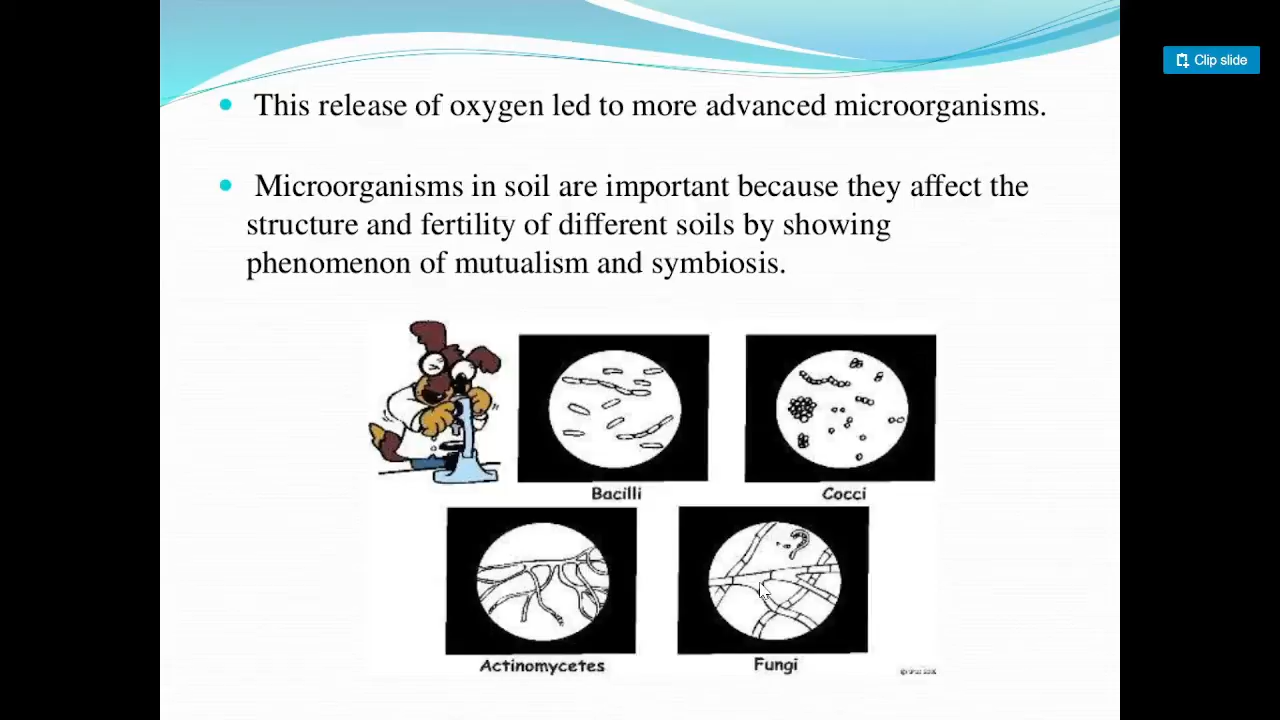 Clip slide
This release of oxygen led to more advanced microorganisms.
Microorganisms in soil are important because they affect the
structure and fertility of different soils by showing
phenomenon of mutualism and symbiosis.
Bacilli
Cocci
Actinomycetes
Fungi